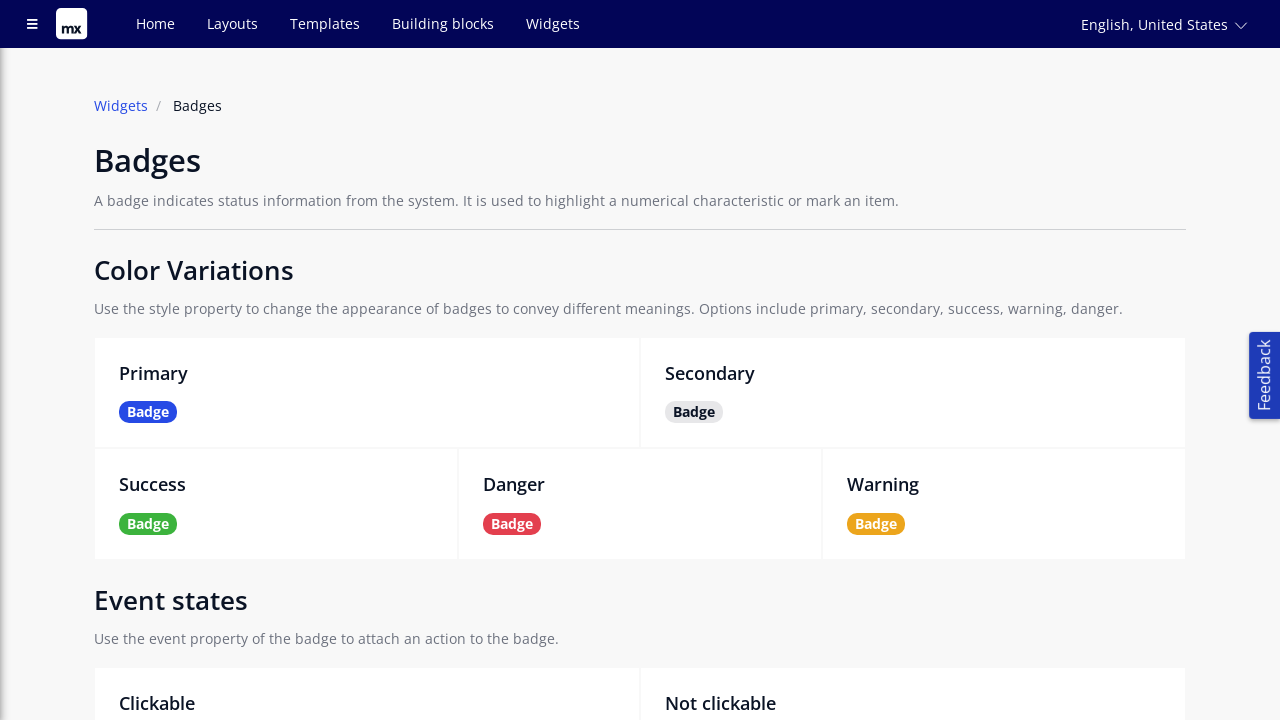 mx
Home
Layouts
Templates
Building blocks
Widgets
English, United States
Widgets / Badges
Badges
A badge indicates status information from the system. It is used to highlight a numerical characteristic or mark an item.
Color Variations
Use the style property to change the appearance of badges to convey different meanings. Options include primary, secondary, success, warning, danger.
Primary
Badge
Secondary
Badge
Success
Badge
Danger
Badge
Warning
Badge
Event states
Use the event property of the badge to attach an action to the badge.
Clickable
Not clickable
Feedback